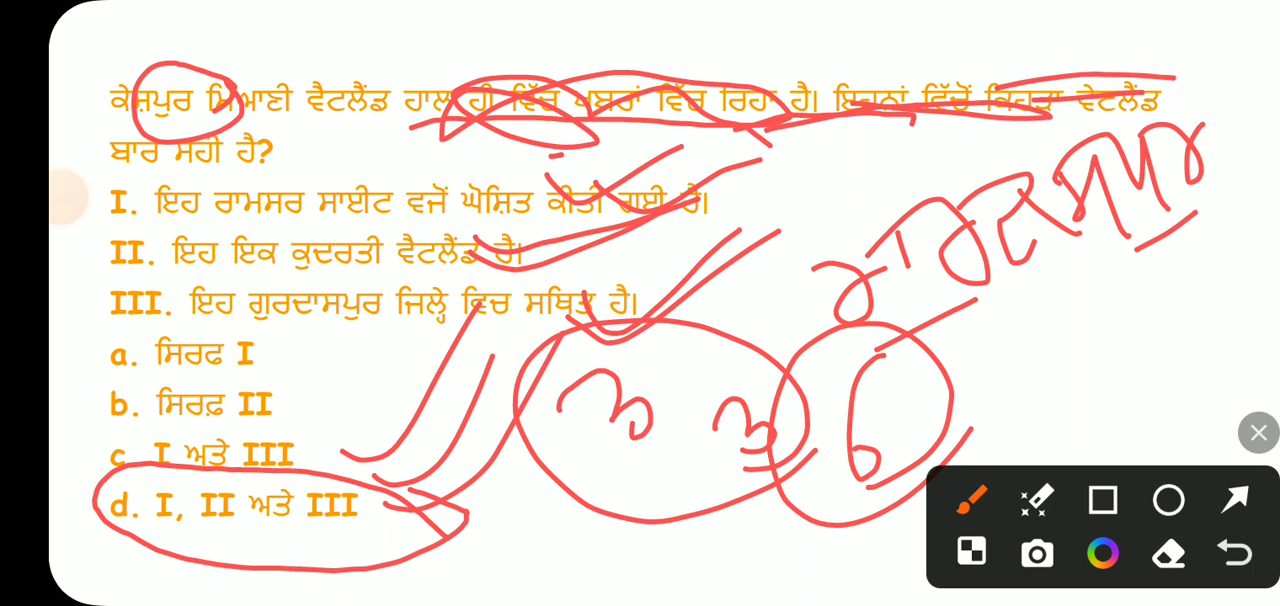 ਕੇਸ਼ਪੁਰ ਮਿਆਣੀ ਵੈਟਲੈਂਡ ਹਾਲ ਹੀ ਵਿੱਚ ਖ਼ਬਰਾਂ ਵਿੱਚ ਰਿਹਾ ਹੈ। ਇਹਨਾਂ ਵਿੱਚੋਂ ਕਿਹੜਾ ਵੇਟਲੈਂਡ
ਬਾਰੇ ਸਹੀ ਹੈ?
I. ਇਹ ਰਾਮਸਰ ਸਾਈਟ ਵਜੋਂ ਘੋਸ਼ਿਤ ਕੀਤੀ ਗਈ ਹੈ।
II. ਇਹ ਇਕ ਕੁਦਰਤੀ ਵੈਟਲੈਂਡ ਹੈ।
III. ਇਹ ਗੁਰਦਾਸਪੁਰ ਜਿਲ੍ਹੇ ਵਿਚ ਸਥਿਤ ਹੈ।
a. ਸਿਰਫ I
b. ਸਿਰਫ਼ II
c. I ਅਤੇ III
d. I, II ਅਤੇ III